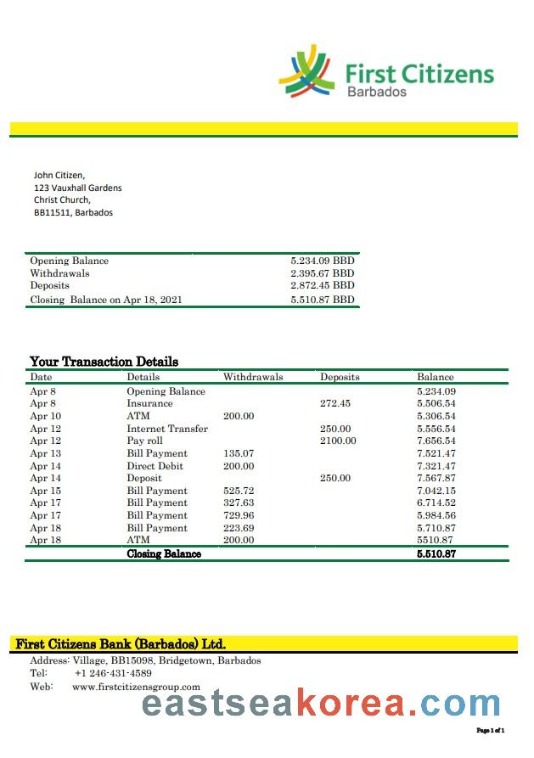 First Citizens
Barbados
John Citizen,
123 Vauxhall Gardens
Christ Church,
BB11511, Barbados
Opening Balance 5.234.09 BBD
Withdrawals 2.395.67 BBD
Deposits 2.872.45 BBD
Closing Balance on Apr 18, 2021 5.510.87 BBD
Your Transaction Details
Date Details Withdrawals Deposits Balance
Apr 8 Opening Balance 5.234.09
Apr 8 Insurance 272.45 5.506.54
Apr 10 ATM 200.00 5.306.54
Apr 12 Internet Transfer 250.00 5.556.54
Apr 12 Pay roll 2100.00 7.656.54
Apr 13 Bill Payment 135.07 7.521.47
Apr 14 Direct Debit 200.00 7.321.47
Apr 14 Deposit 250.00 7.567.87
Apr 15 Bill Payment 525.72 7.042.15
Apr 17 Bill Payment 327.63 6.714.52
Apr 17 Bill Payment 729.96 5.984.56
Apr 18 Bill Payment 223.69 5.710.87
Apr 18 ATM 200.00 5510.87
Closing Balance 5.510.87
First Citizens Bank (Barbados) Ltd.
Address: Village, BB15098, Bridgetown, Barbados
Tel: +1 246-431-4589
Web: www.firstcitizensgroup.com
eastseakorea.com
Page 1 of 1